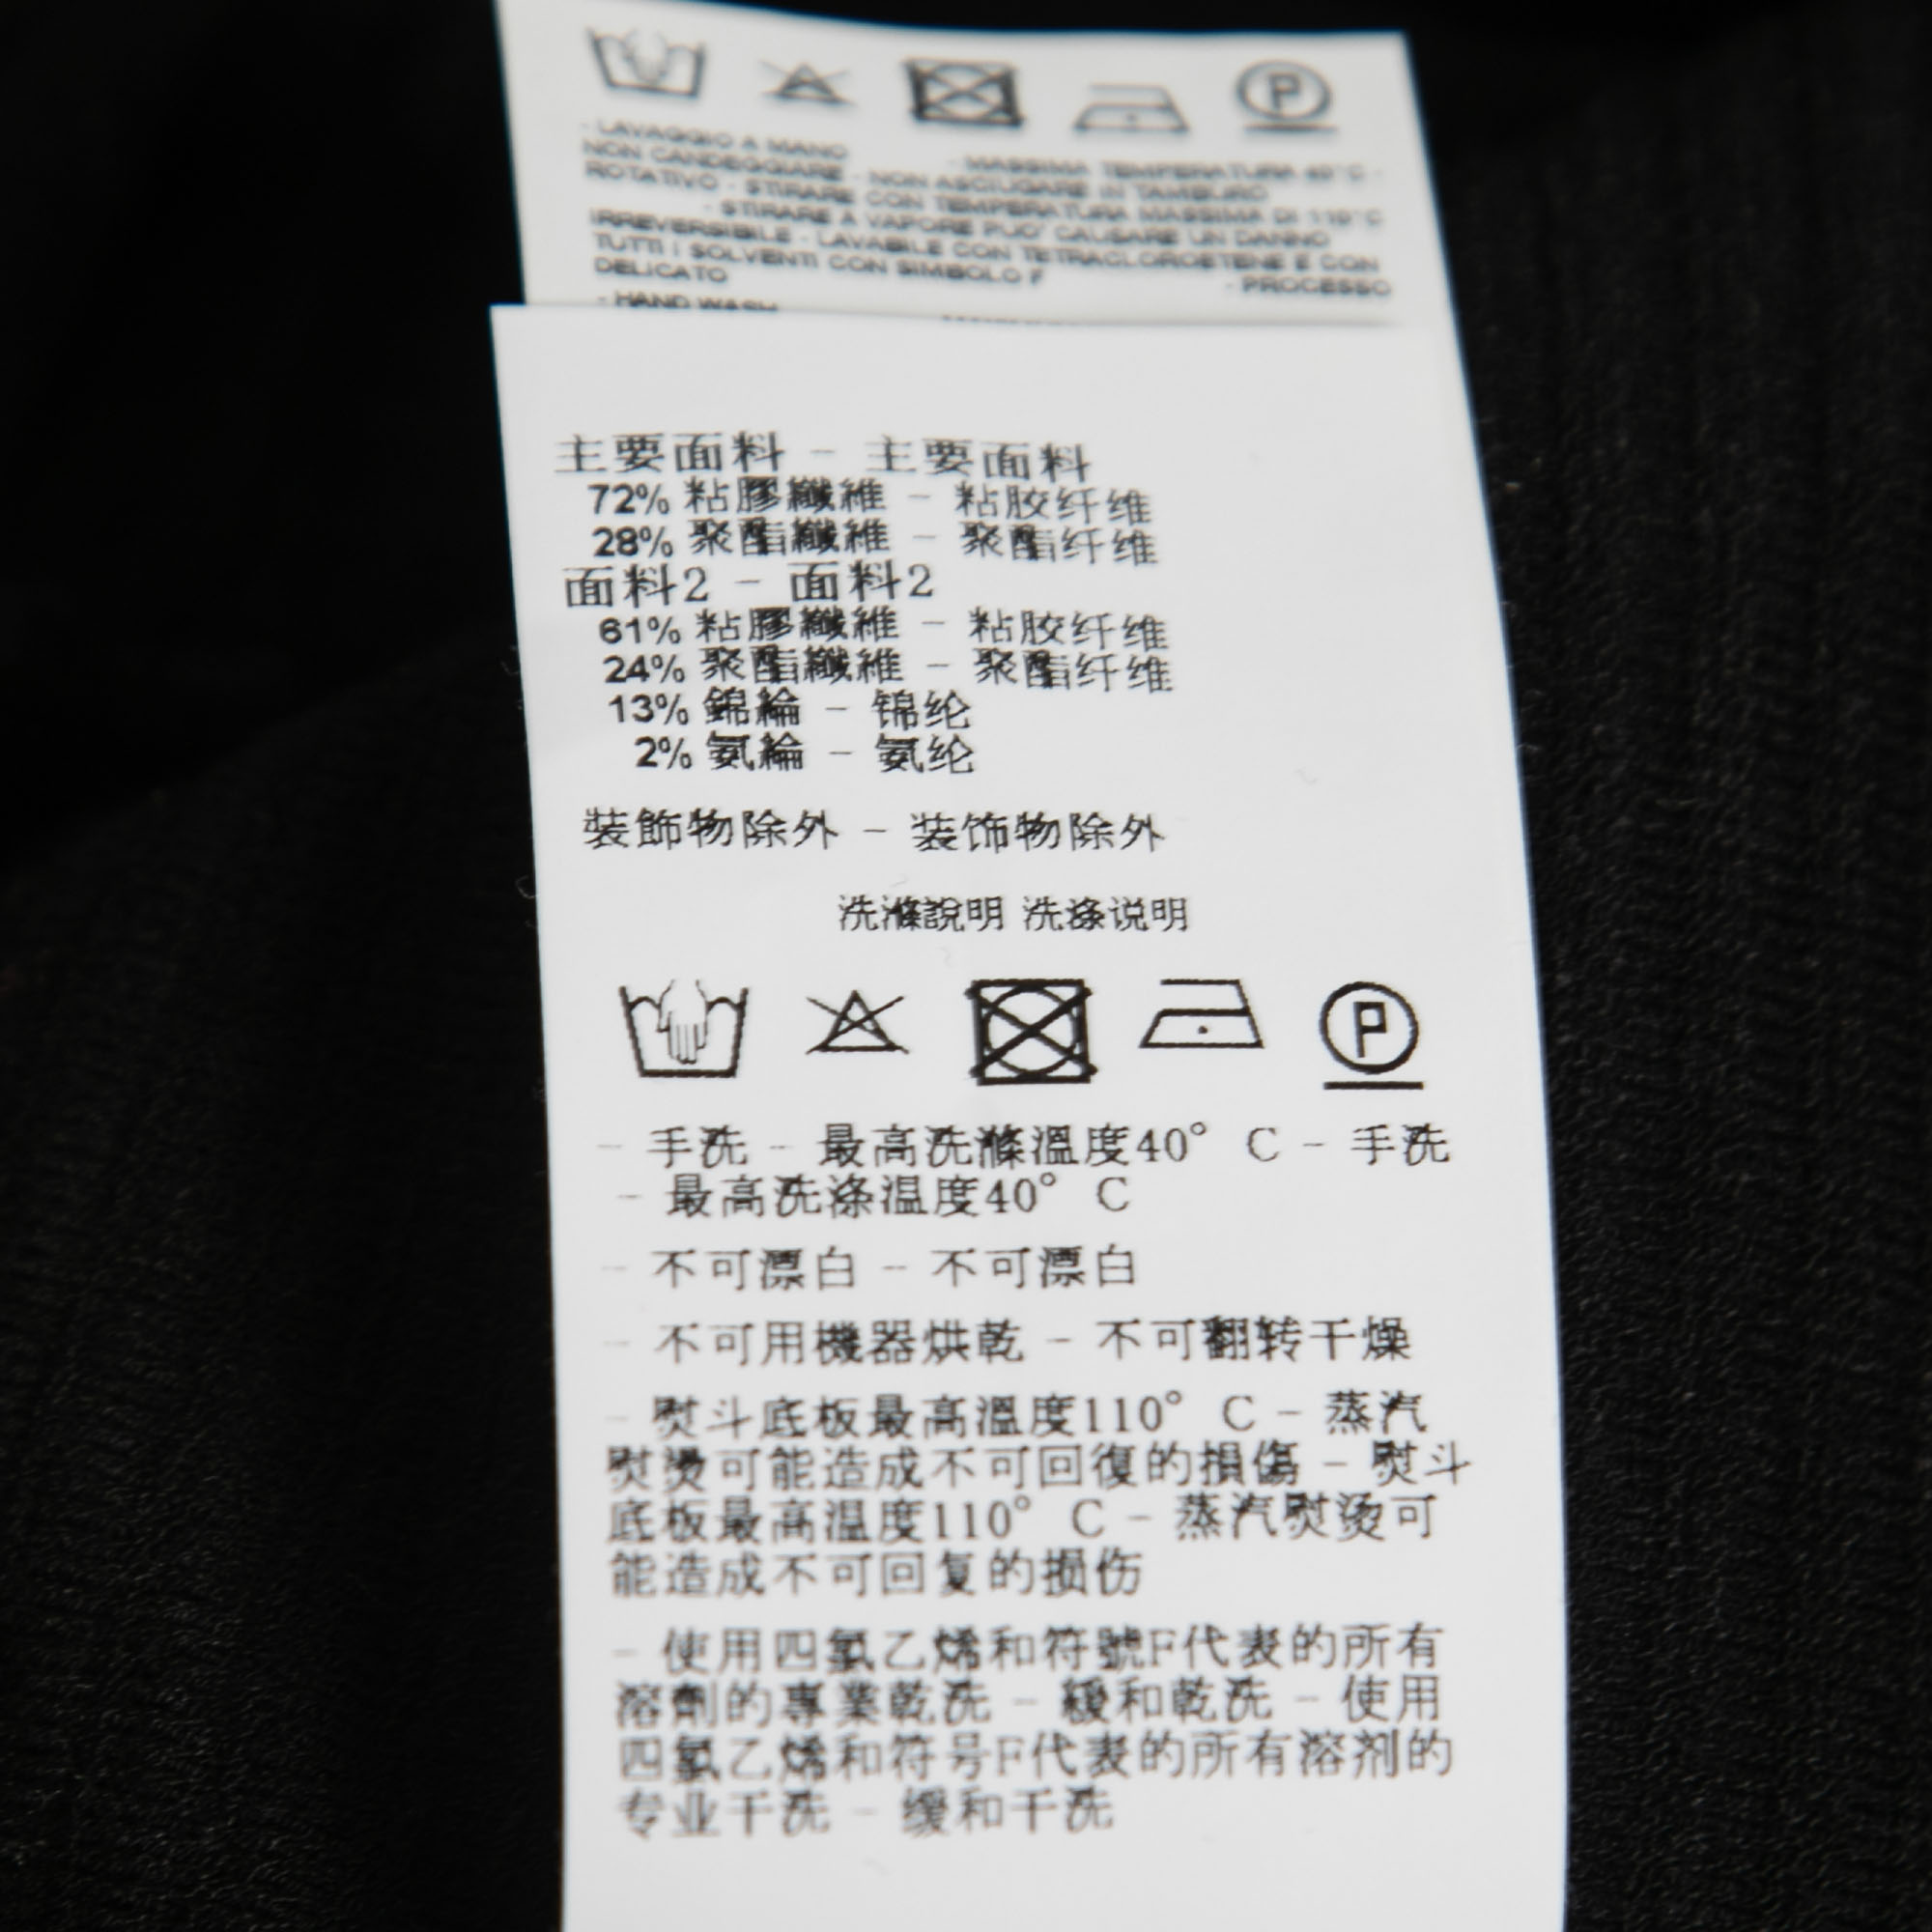 - LAVAGGIO A MANO - MASSIMA TEMPERATURA 40°C -
NON CANDEGGIARE - NON ASCIUGARE IN TAMBURO
ROTATIVO - STIRARE CON TEMPERATURA MASSIMA DI 110°C
- STIRARE A VAPORE PUO' CAUSARE UN DANNO
IRREVERSIBILE - LAVABILE CON TETRACLOROETENE E CON
TUTTI I SOLVENTI CON SIMBOLO F - PROCESSO
DELICATO
- HAND WASH
主要面料 - 主要面料
72% 粘膠纖維 - 粘胶纤维
28% 聚酯纖維 - 聚酯纤维
面料2 - 面料2
61% 粘膠纖維 - 粘胶纤维
24% 聚酯纖維 - 聚酯纤维
13% 錦綸 - 锦纶
2% 氨綸 - 氨纶
裝飾物除外 - 装饰物除外
洗滌說明 洗涤说明
P
- 手洗 - 最高洗滌溫度40° C - 手洗
- 最高洗涤温度40° C
- 不可漂白 - 不可漂白
- 不可用機器烘乾 - 不可翻转干燥
- 熨斗底板最高溫度110° C - 蒸汽
熨燙可能造成不可回復的損傷 - 熨斗
底板最高温度110° C - 蒸汽熨烫可
能造成不可回复的损伤
- 使用四氯乙烯和符號F代表的所有
溶劑的專業乾洗 - 緩和乾洗 - 使用
四氯乙烯和符号F代表的所有溶剂的
专业干洗 - 缓和干洗